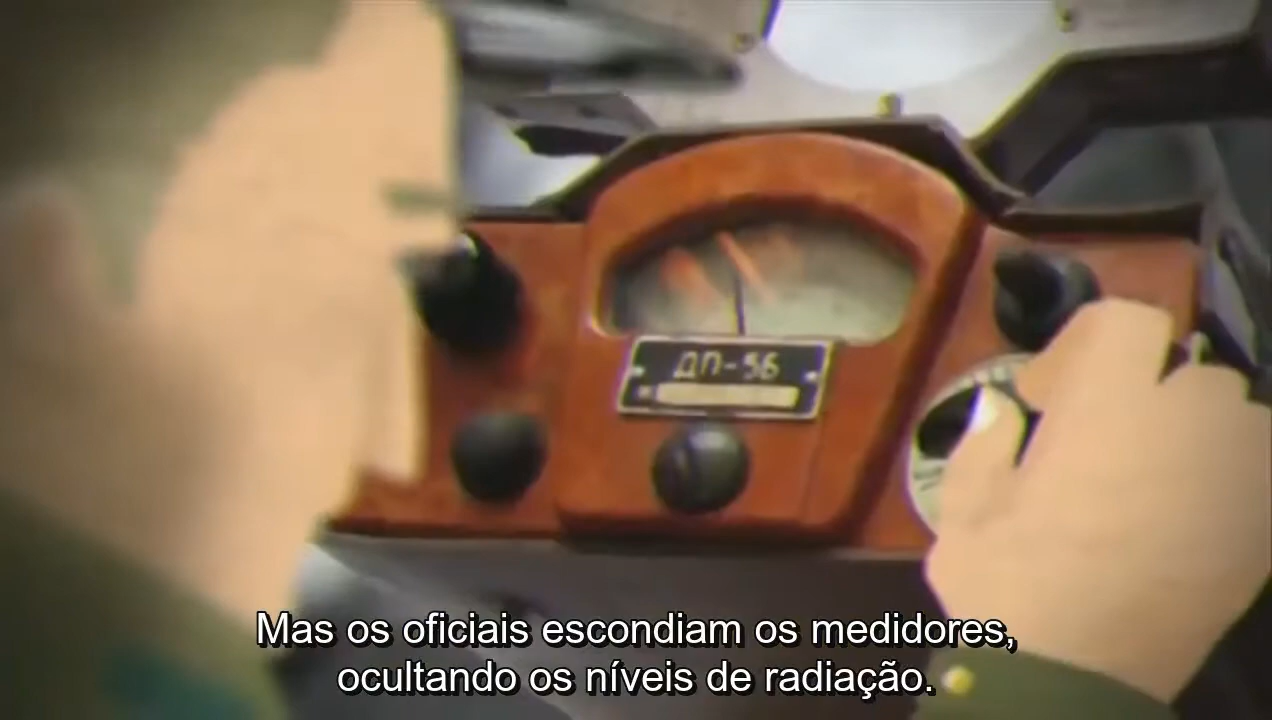 ДП-56
Mas os oficiais escondiam os medidores,
ocultando os níveis de radiação.